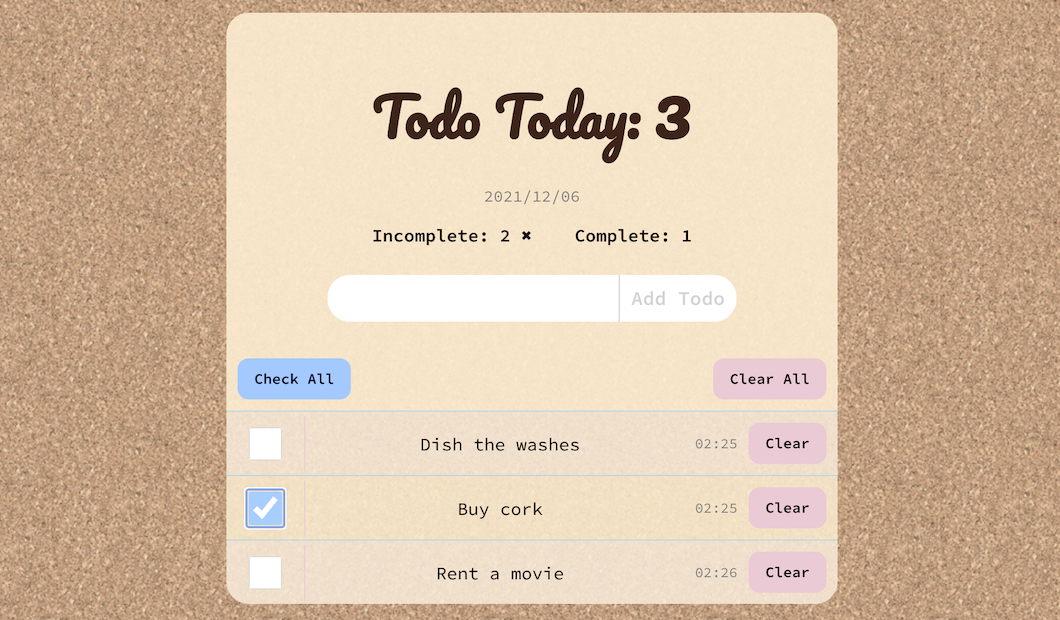 Todo Today: 3
2021/12/06
Incomplete: 2 ✖ Complete: 1
Add Todo
Check All Clear All
Dish the washes 02:25 Clear
Buy cork 02:25 Clear
Rent a movie 02:26 Clear